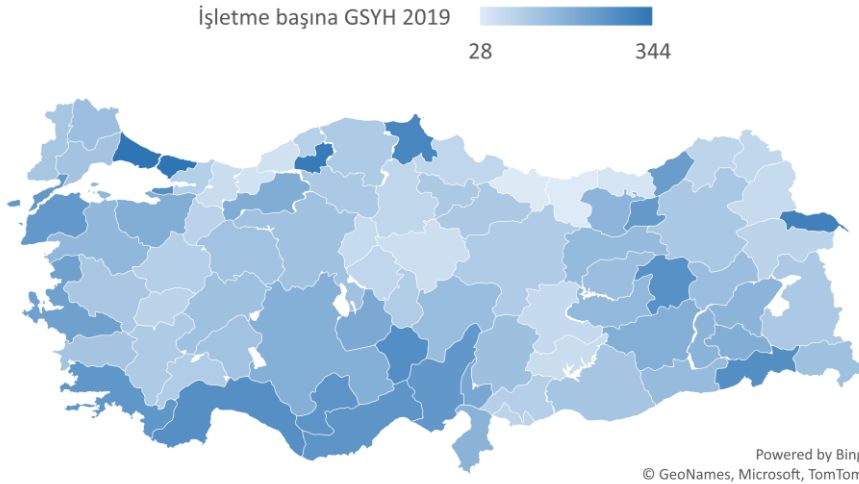 İşletme başına GSYH 2019
28 344
Powered by Bing
© GeoNames, Microsoft, TomTom